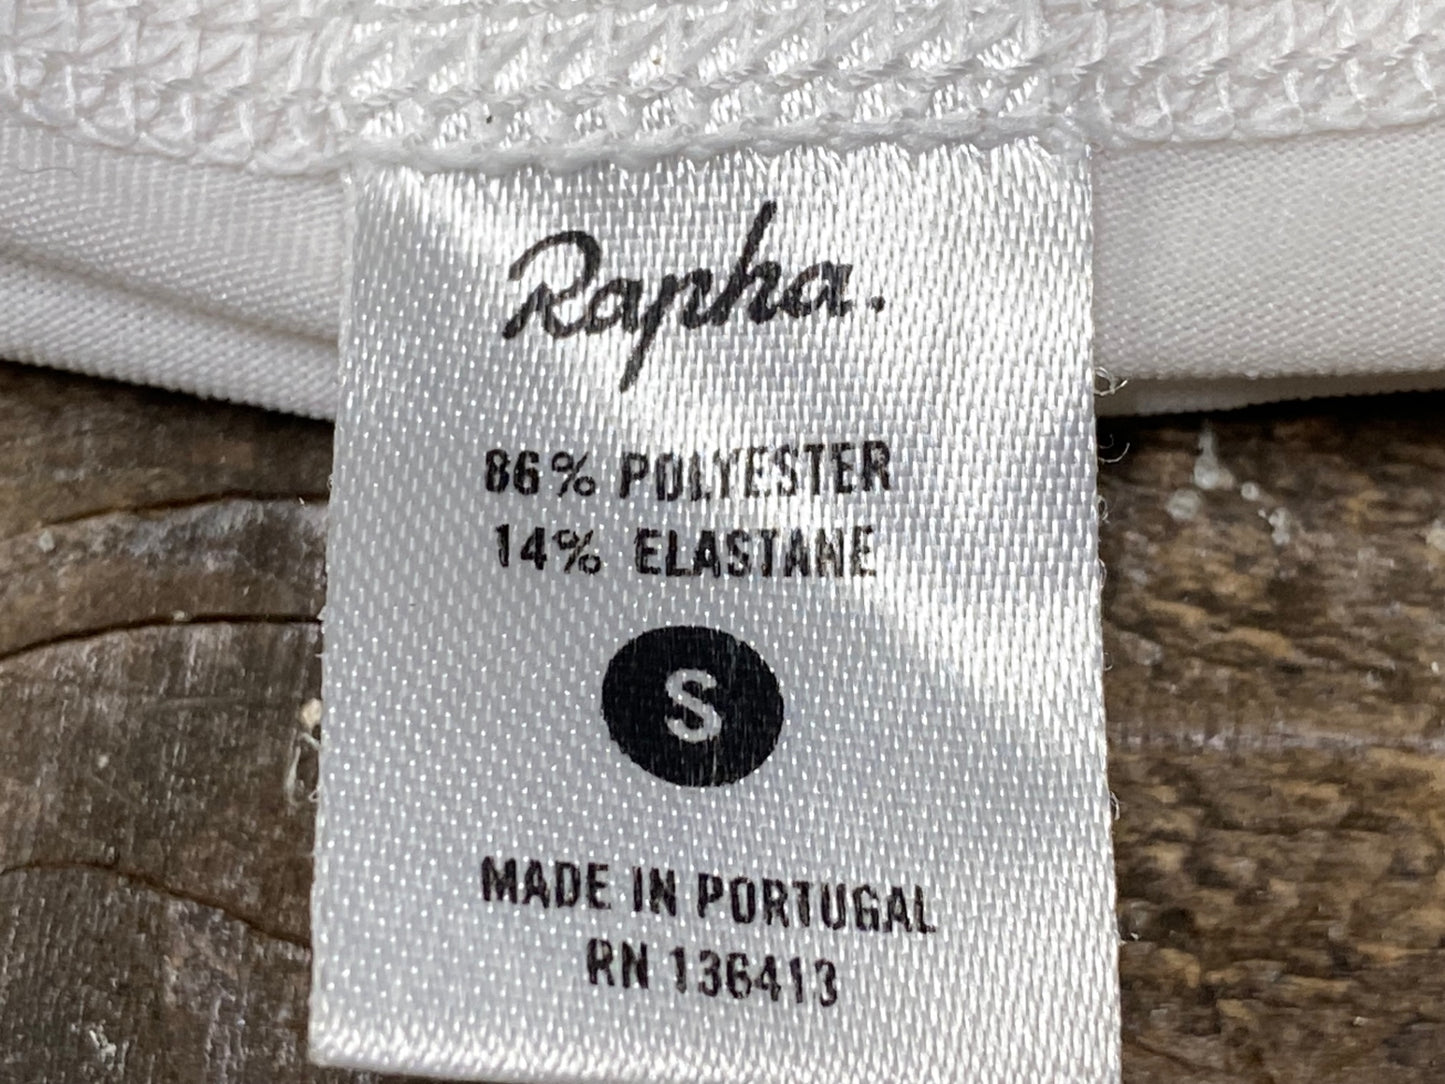 Rapha.
86% POLYESTER
14% ELASTANE
S
MADE IN PORTUGAL
RN 136413